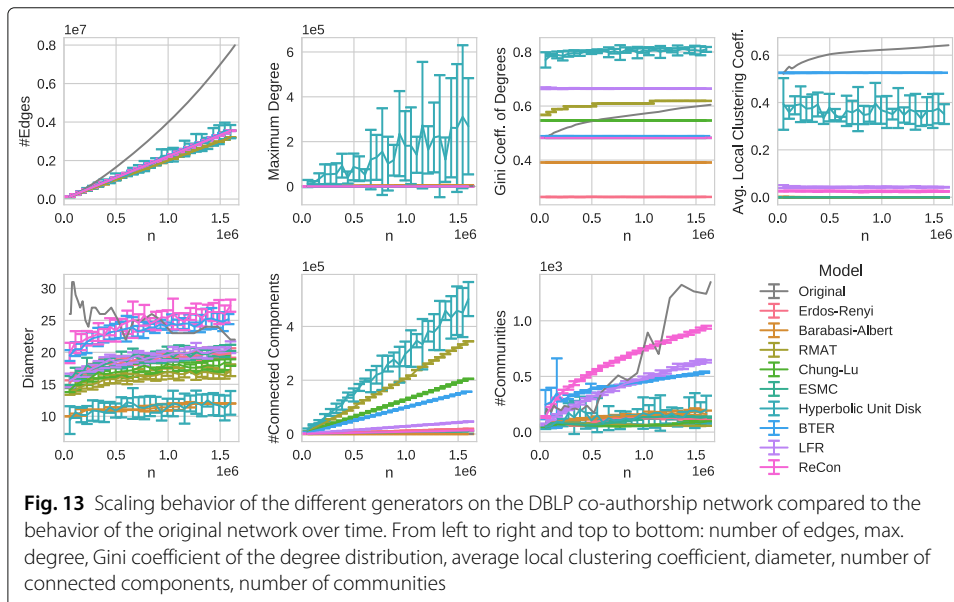 1e7
0.8
0.6
0.4
0.2
0.0
#Edges
0.0 0.5 1.0 1.5
n 1e6
1e5
6
4
2
0
Maximum Degree
0.0 0.5 1.0 1.5
n 1e6
0.8
0.6
0.4
Gini Coeff. of Degrees
0.0 0.5 1.0 1.5
n 1e6
0.6
0.4
0.2
0.0
Avg. Local Clustering Coeff.
0.0 0.5 1.0 1.5
n 1e6
30
25
20
15
10
Diameter
0.0 0.5 1.0 1.5
n 1e6
1e5
4
2
0
#Connected Components
0.0 0.5 1.0 1.5
n 1e6
1e3
1.0
0.5
0.0
#Communities
0.0 0.5 1.0 1.5
n 1e6
Model
Original
Erdos-Renyi
Barabasi-Albert
RMAT
Chung-Lu
ESMC
Hyperbolic Unit Disk
BTER
LFR
ReCon
Fig. 13 Scaling behavior of the different generators on the DBLP co-authorship network compared to the
behavior of the original network over time. From left to right and top to bottom: number of edges, max.
degree, Gini coefficient of the degree distribution, average local clustering coefficient, diameter, number of
connected components, number of communities